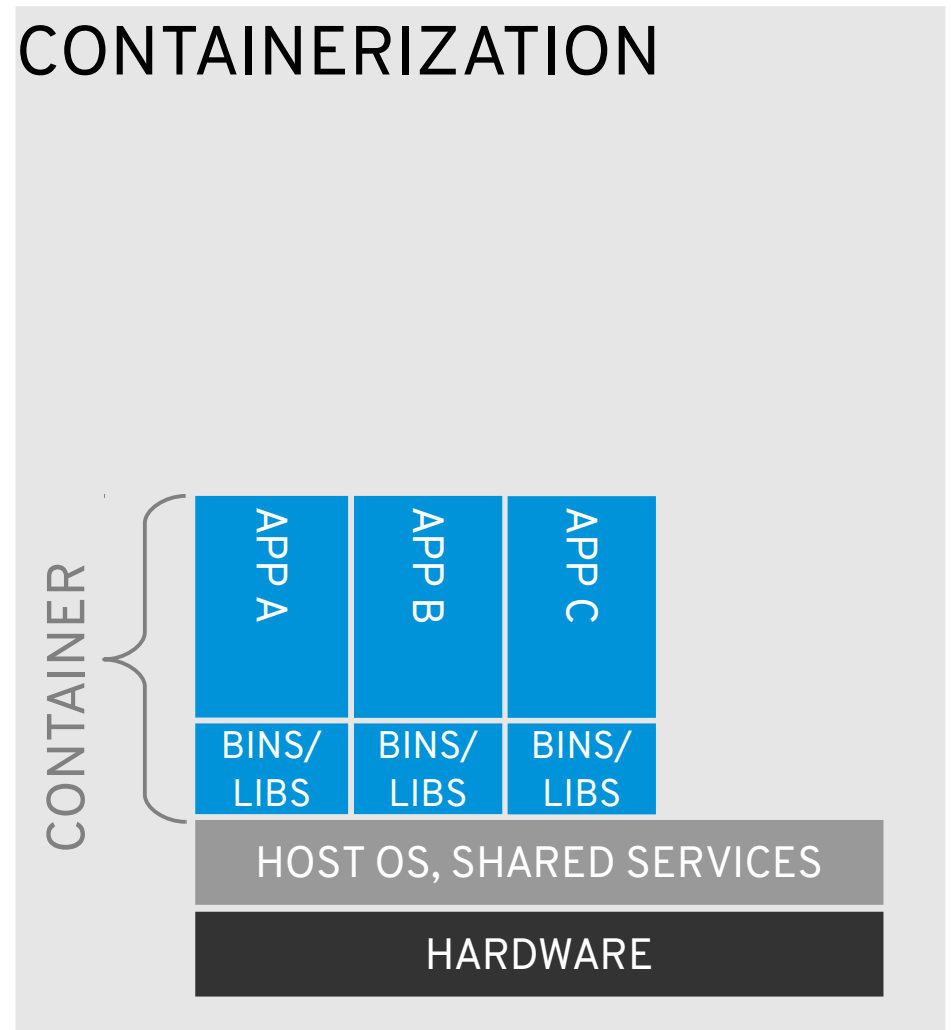 CONTAINERIZATION
CONTAINER
APP A
APP B
APP C
BINS/
LIBS
BINS/
LIBS
BINS/
LIBS
HOST OS, SHARED SERVICES
HARDWARE